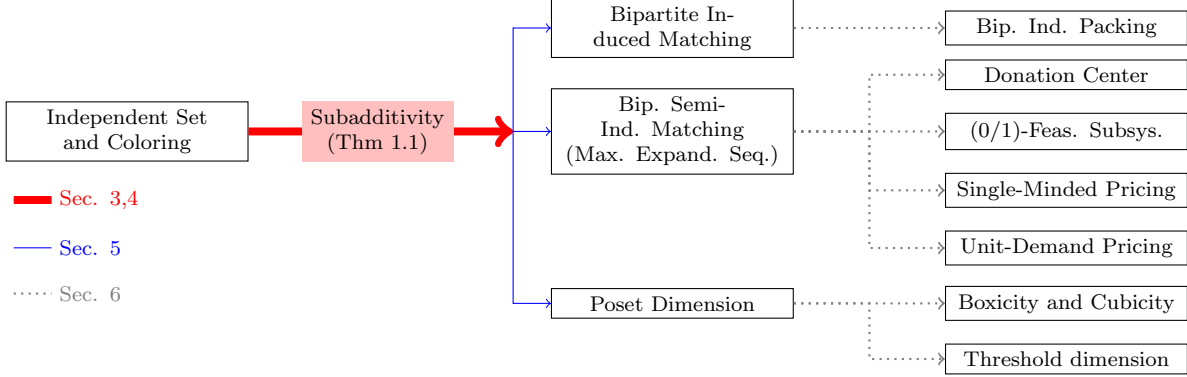 Independent Set
and Coloring
Subadditivity
(Thm 1.1)
Sec. 3,4
Sec. 5
Sec. 6
Bipartite In-
duced Matching
Bip. Semi-
Ind. Matching
(Max. Expand. Seq.)
Poset Dimension
Bip. Ind. Packing
Donation Center
(0/1)-Feas. Subsys.
Single-Minded Pricing
Unit-Demand Pricing
Boxicity and Cubicity
Threshold dimension